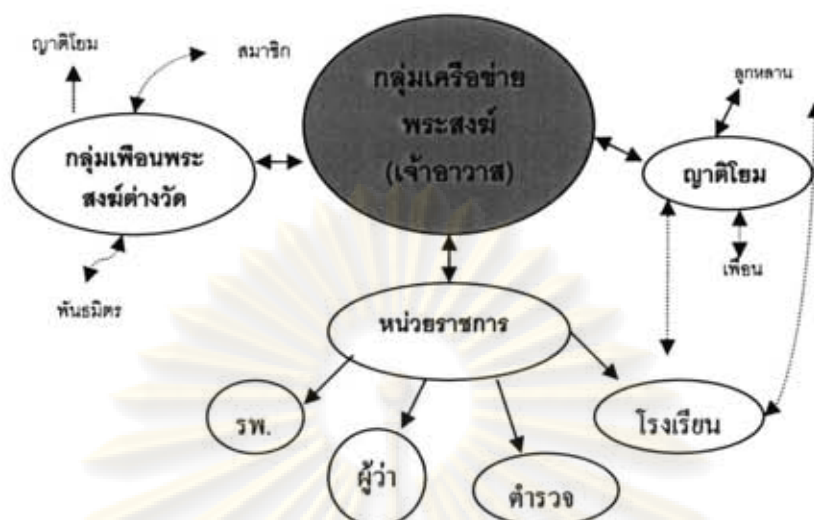 ญาติโยม
สมาชิก
กลุ่มเครือข่าย
พระสงฆ์
(เจ้าอาวาส)
ลูกหลาน
กลุ่มเพื่อนพระ
สงฆ์ต่างวัด
ญาติโยม
เพื่อน
พันธมิตร
หน่วยราชการ
รพ.
ผู้ว่า
ตำรวจ
โรงเรียน